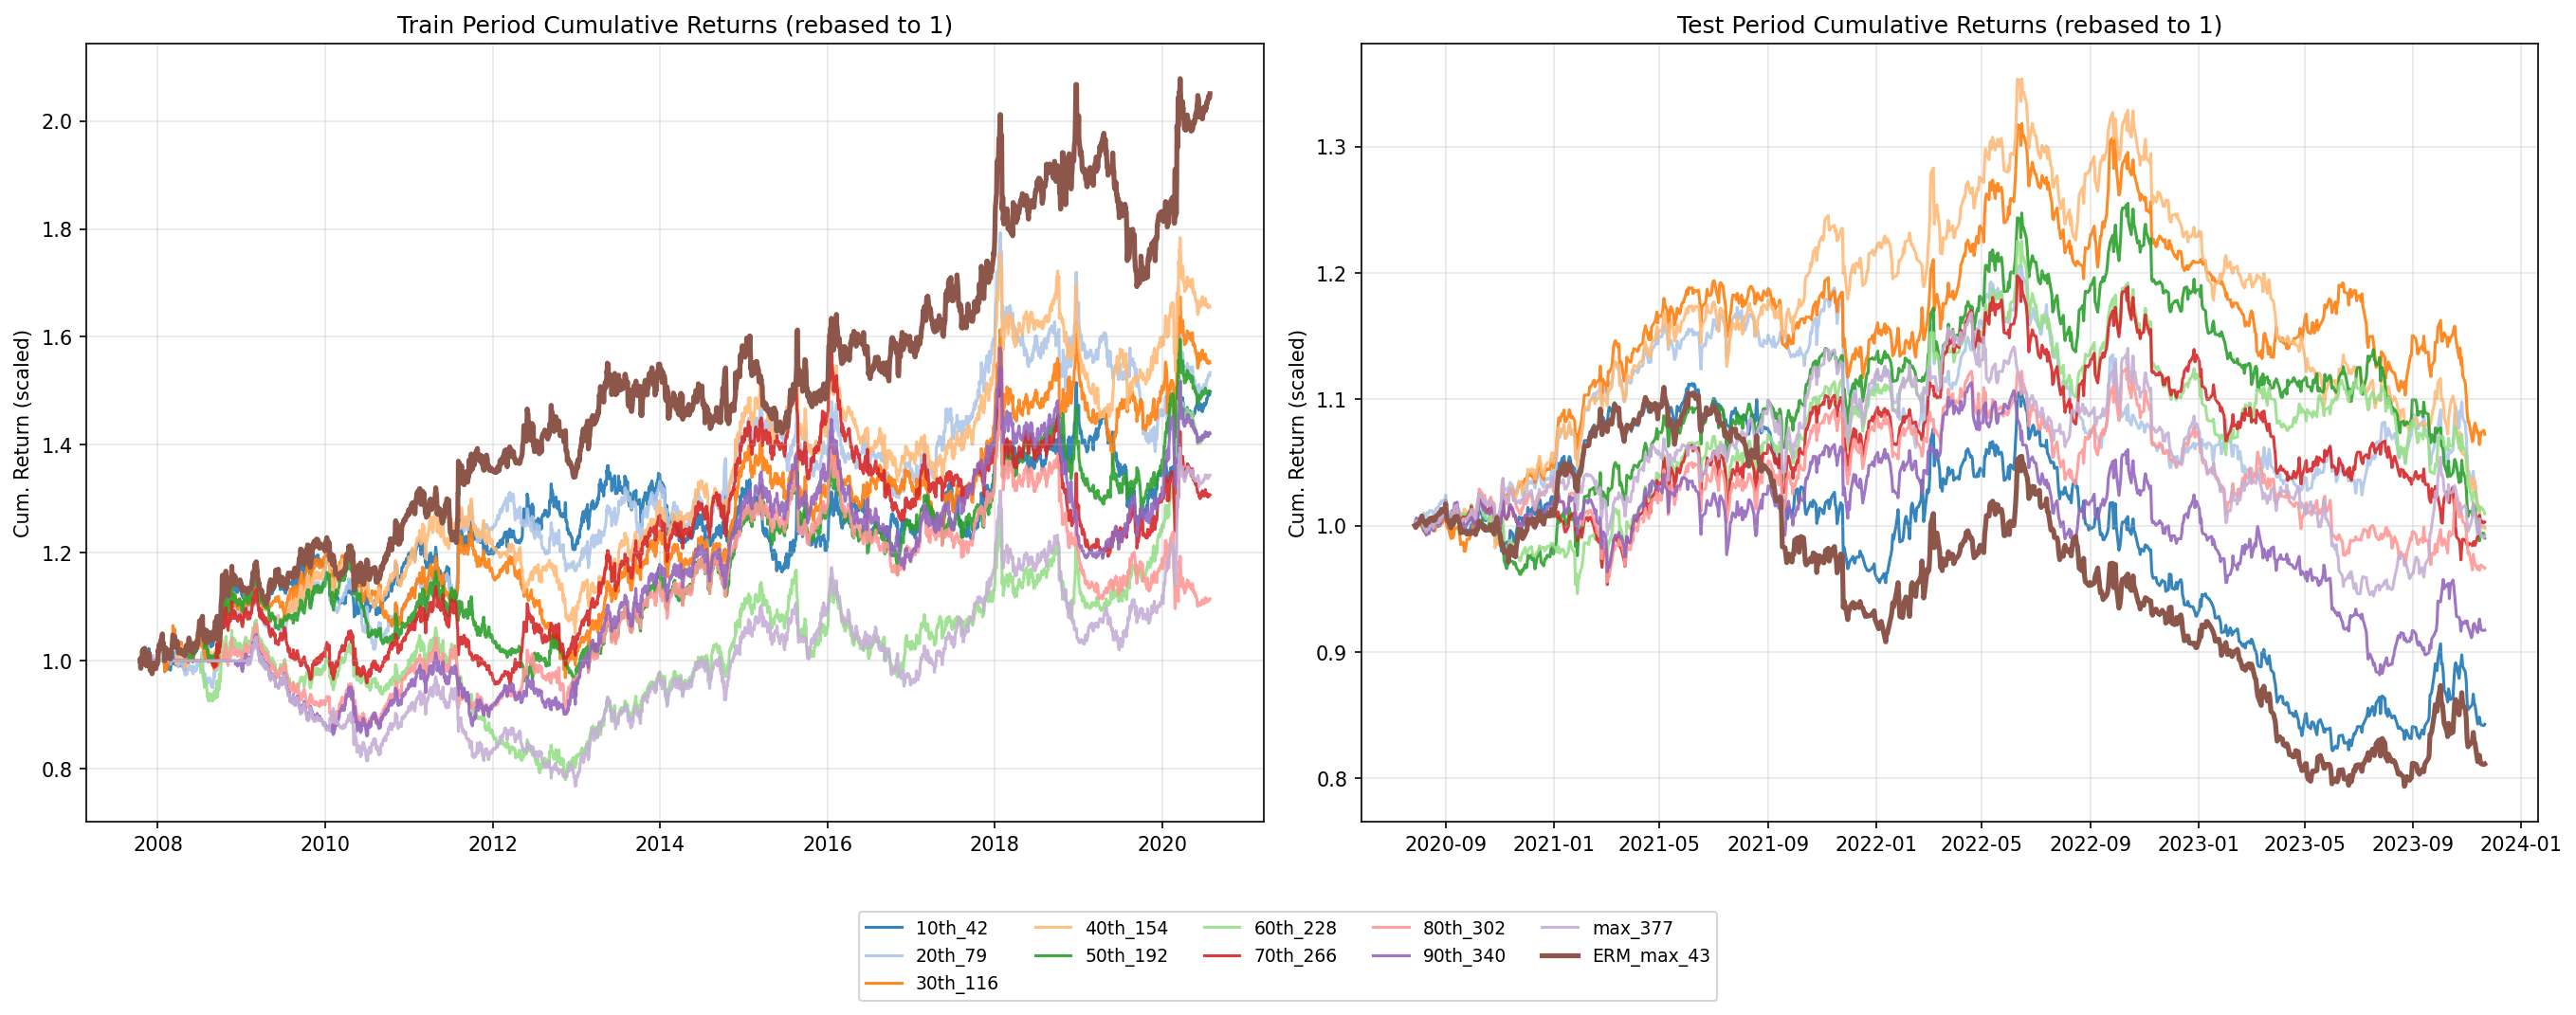 Train Period Cumulative Returns (rebased to 1)
Cum. Return (scaled)
2.0
1.8
1.6
1.4
1.2
1.0
0.8
2008
2010
2012
2014
2016
2018
2020
Test Period Cumulative Returns (rebased to 1)
Cum. Return (scaled)
1.3
1.2
1.1
1.0
0.9
0.8
2020-09
2021-01
2021-05
2021-09
2022-01
2022-05
2022-09
2023-01
2023-05
2023-09
2024-01
10th_42
20th_79
30th_116
40th_154
50th_192
60th_228
70th_266
80th_302
90th_340
max_377
ERM_max_43